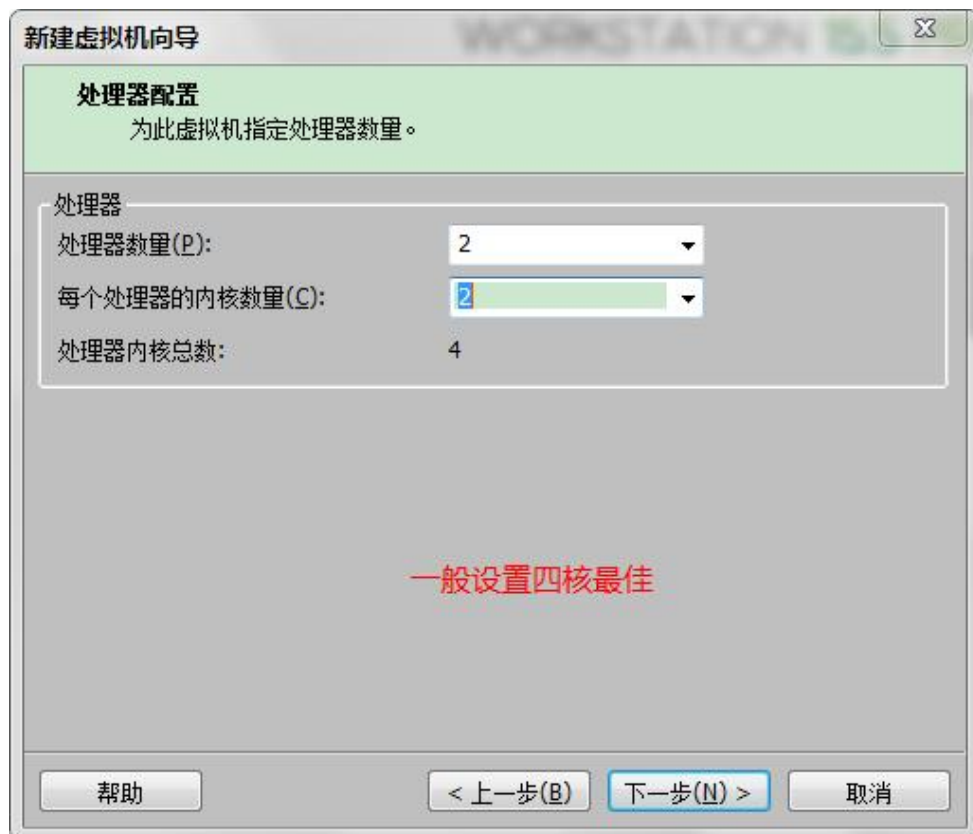 新建虚拟机向导
WORKSTATION 15.5
处理器配置
为此虚拟机指定处理器数量。
处理器
处理器数量(P):
2
每个处理器的内核数量(C):
2
处理器内核总数:
4
一般设置四核最佳
帮助
< 上一步(B)
下一步(N) >
取消